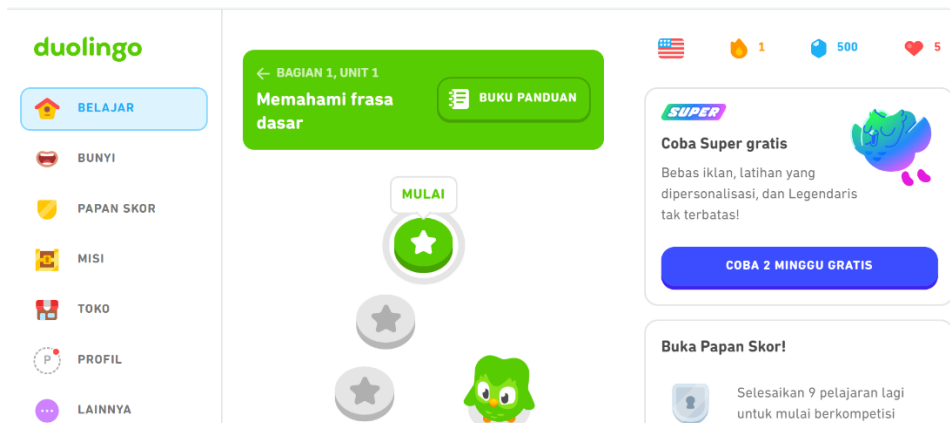 duolingo
BELAJAR
BUNYI
PAPAN SKOR
MISI
TOKO
P
PROFIL
LAINNYA
← BAGIAN 1, UNIT 1
Memahami frasa
dasar
BUKU PANDUAN
MULAI
1
500
5
SUPER
Coba Super gratis
Bebas iklan, latihan yang
dipersonalisasi, dan Legendaris
tak terbatas!
COBA 2 MINGGU GRATIS
Buka Papan Skor!
Selesaikan 9 pelajaran lagi
untuk mulai berkompetisi